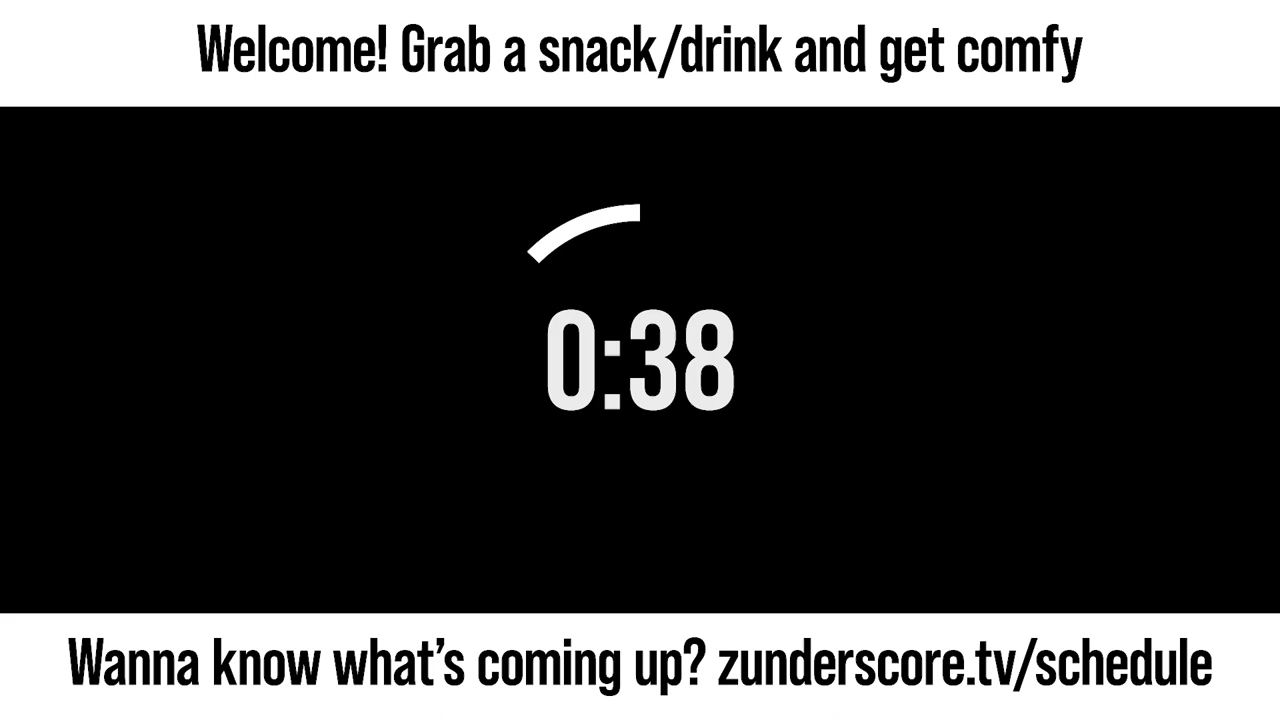 Welcome! Grab a snack/drink and get comfy
0:38
Wanna know what's coming up? zunderscore.tv/schedule